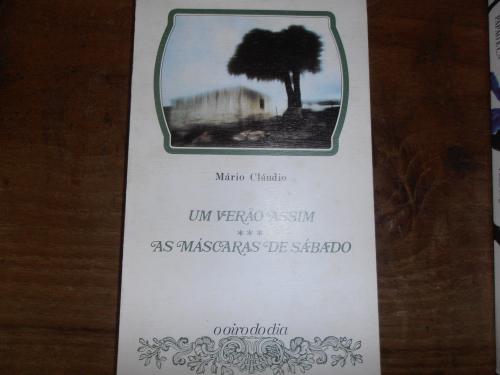 Mário Cláudio
UM VERÃO ASSIM
***
AS MÁSCARAS DE SÁBADO
o oiro do dia